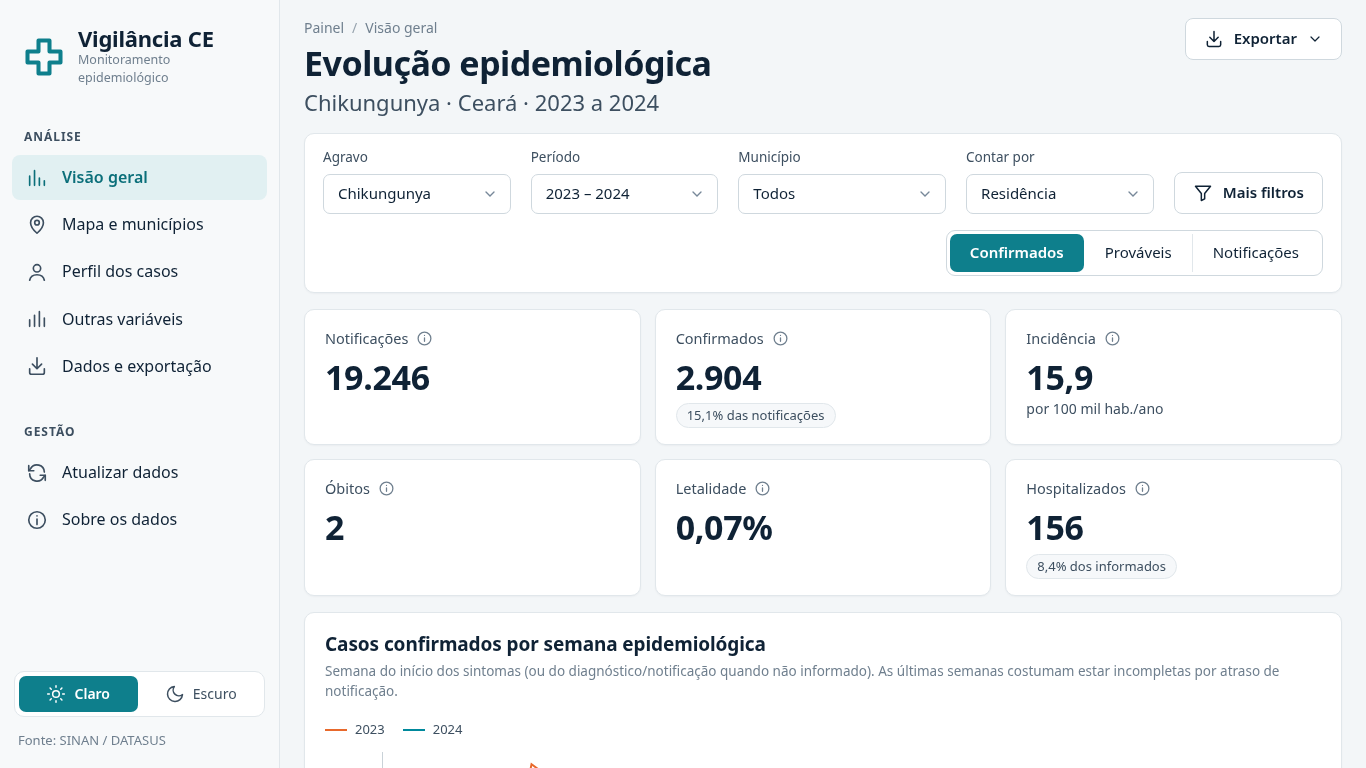 Vigilância CE
Monitoramento
epidemiológico
ANÁLISE
Visão geral
Mapa e municípios
Perfil dos casos
Outras variáveis
Dados e exportação
GESTÃO
Atualizar dados
Sobre os dados
Claro
Escuro
Fonte: SINAN / DATASUS
Painel / Visão geral
Evolução epidemiológica
Chikungunya · Ceará · 2023 a 2024
Exportar
Agravo
Chikungunya
Período
2023 – 2024
Município
Todos
Contar por
Residência
Mais filtros
Confirmados
Prováveis
Notificações
Notificações
19.246
Confirmados
2.904
15,1% das notificações
Incidência
15,9
por 100 mil hab./ano
Óbitos
2
Letalidade
0,07%
Hospitalizados
156
8,4% dos informados
Casos confirmados por semana epidemiológica
Semana do início dos sintomas (ou do diagnóstico/notificação quando não informado). As últimas semanas costumam estar incompletas por atraso de
notificação.
2023
2024